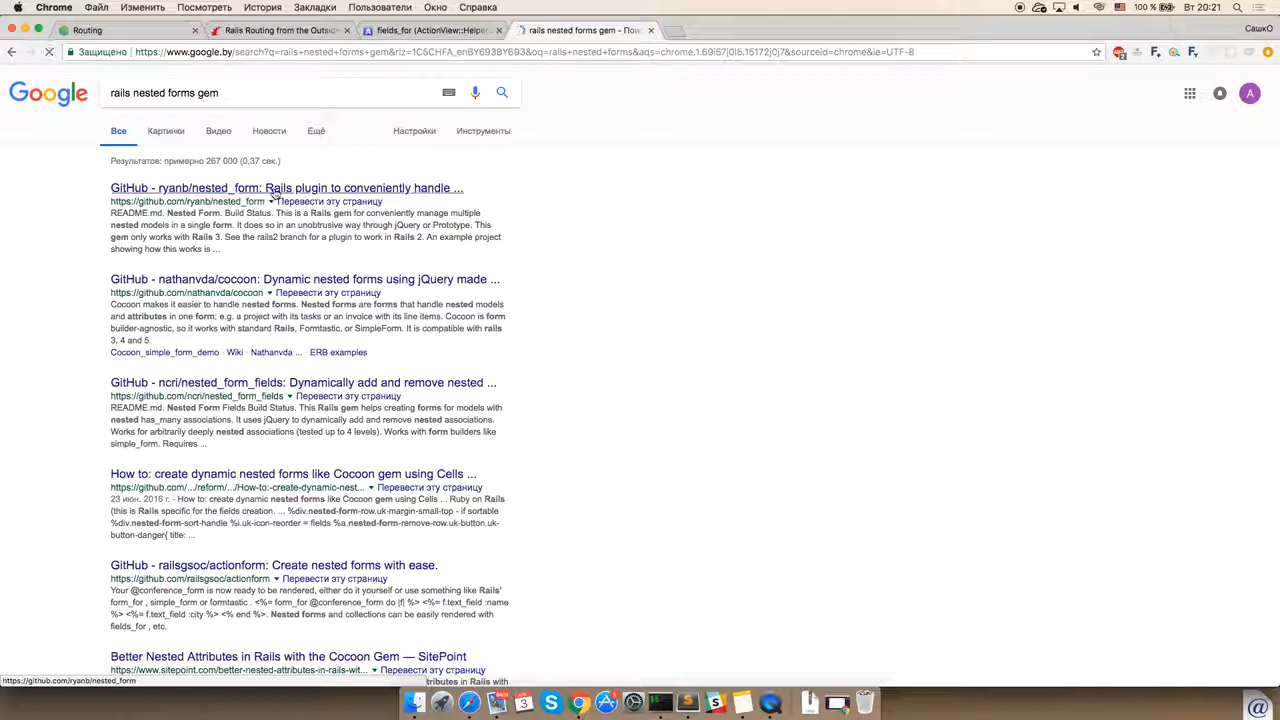 Chrome Файл Изменить Посмотреть История Закладки Пользователи Окно Справка 100 % Вт 20:21
Routing Rails Routing from the Outsid fields_for (ActionView::Helper rails nested forms gem - Пои СашкО
Защищено https://www.google.by/search?q=rails+nested+forms+gem&rlz=1C5CHFA_enBY693BY693&oq=rails+nested+forms&aqs=chrome.1.69i57j0l5.15172j0j7&sourceid=chrome&ie=UTF-8
Google rails nested forms gem A
Все Картинки Видео Новости Ещё Настройки Инструменты
Результатов: примерно 267 000 (0,37 сек.)
GitHub - ryanb/nested_form: Rails plugin to conveniently handle ...
https://github.com/ryanb/nested_form Перевести эту страницу
README.md. Nested Form. Build Status. This is a Rails gem for conveniently manage multiple
nested models in a single form. It does so in an unobtrusive way through jQuery or Prototype. This
gem only works with Rails 3. See the rails2 branch for a plugin to work in Rails 2. An example project
showing how this works is ...
GitHub - nathanvda/cocoon: Dynamic nested forms using jQuery made ...
https://github.com/nathanvda/cocoon Перевести эту страницу
Cocoon makes it easier to handle nested forms. Nested forms are forms that handle nested models
and attributes in one form; e.g. a project with its tasks or an invoice with its line items. Cocoon is form
builder-agnostic, so it works with standard Rails, Formtastic, or SimpleForm. It is compatible with rails
3, 4 and 5.
Cocoon_simple_form_demo · Wiki · Nathanvda ... · ERB examples
GitHub - ncri/nested_form_fields: Dynamically add and remove nested ...
https://github.com/ncri/nested_form_fields Перевести эту страницу
README.md. Nested Form Fields Build Status. This Rails gem helps creating forms for models with
nested has_many associations. It uses jQuery to dynamically add and remove nested associations.
Works for arbitrarily deeply nested associations (tested up to 4 levels). Works with form builders like
simple_form. Requires ...
How to: create dynamic nested forms like Cocoon gem using Cells ...
https://github.com/.../reform/.../How-to:-create-dynamic-nest... Перевести эту страницу
23 июн. 2016 г. - How to: create dynamic nested forms like Cocoon gem using Cells ... Ruby on Rails
(this is Rails specific for the fields creation. ... %div.nested-form-row.uk-margin-small-top - if sortable
%div.nested-form-sort-handle %i.uk-icon-reorder = fields %a.nested-form-remove-row.uk-button.uk-
button-danger{ title: ...
GitHub - railsgsoc/actionform: Create nested forms with ease.
https://github.com/railsgsoc/actionform Перевести эту страницу
Your @conference_form is now ready to be rendered, either do it yourself or use something like Rails'
form_for , simple_form or formtastic . <%= form_for @conference_form do |f| %> <%= f.text_field :name
%> <%= f.text_field :city %> <% end %>. Nested forms and collections can be easily rendered with
fields_for , etc.
Better Nested Attributes in Rails with the Cocoon Gem — SitePoint
https://www.sitepoint.com/better-nested-attributes-in-rails-wit... Перевести эту страницу
tributes in Rails with
https://github.com/ryanb/nested_form
3